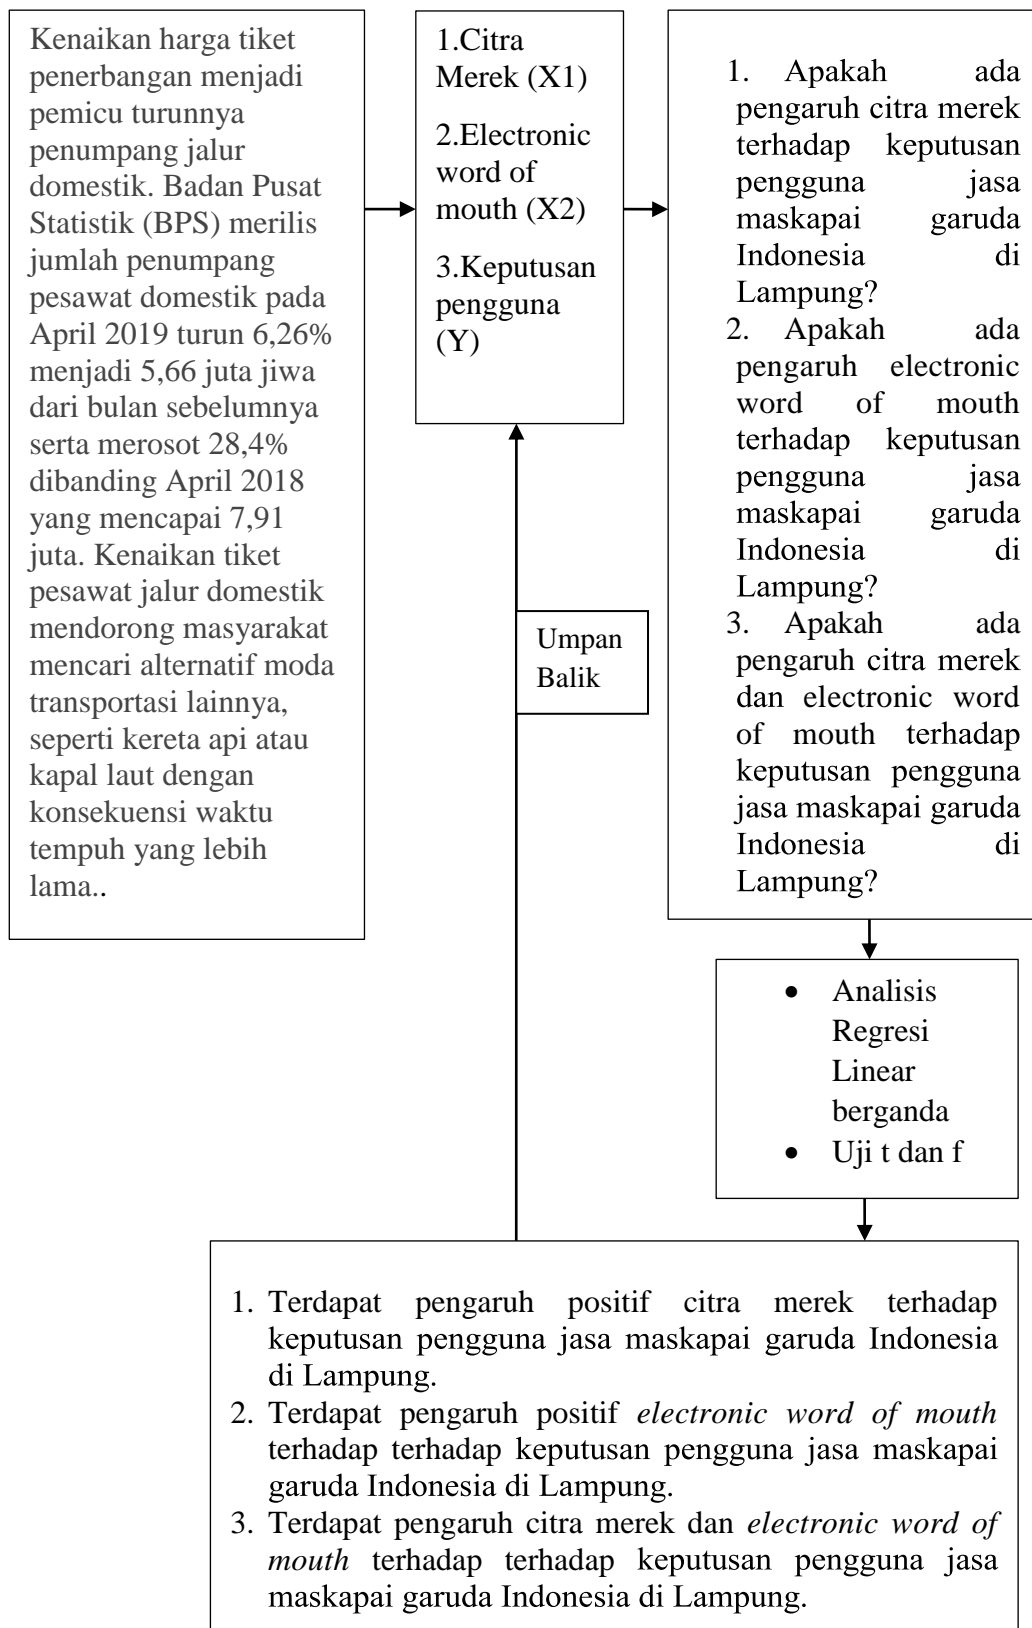 Kenaikan harga tiket
penerbangan menjadi
pemicu turunnya
penumpang jalur
domestik. Badan Pusat
Statistik (BPS) merilis
jumlah penumpang
pesawat domestik pada
April 2019 turun 6,26%
menjadi 5,66 juta jiwa
dari bulan sebelumnya
serta merosot 28,4%
dibanding April 2018
yang mencapai 7,91
juta. Kenaikan tiket
pesawat jalur domestik
mendorong masyarakat
mencari alternatif moda
transportasi lainnya,
seperti kereta api atau
kapal laut dengan
konsekuensi waktu
tempuh yang lebih
lama..
1.Citra
Merek (X1)
2.Electronic
word of
mouth (X2)
3.Keputusan
pengguna
(Y)
1. Apakah ada
pengaruh citra merek
terhadap keputusan
pengguna jasa
maskapai garuda
Indonesia di
Lampung?
2. Apakah ada
pengaruh electronic
word of mouth
terhadap keputusan
pengguna jasa
maskapai garuda
Indonesia di
Lampung?
3. Apakah ada
pengaruh citra merek
dan electronic word
of mouth terhadap
keputusan pengguna
jasa maskapai garuda
Indonesia di
Lampung?
Umpan
Balik
• Analisis
Regresi
Linear
berganda
• Uji t dan f
1. Terdapat pengaruh positif citra merek terhadap
keputusan pengguna jasa maskapai garuda Indonesia
di Lampung.
2. Terdapat pengaruh positif electronic word of mouth
terhadap terhadap keputusan pengguna jasa maskapai
garuda Indonesia di Lampung.
3. Terdapat pengaruh citra merek dan electronic word of
mouth terhadap terhadap keputusan pengguna jasa
maskapai garuda Indonesia di Lampung.